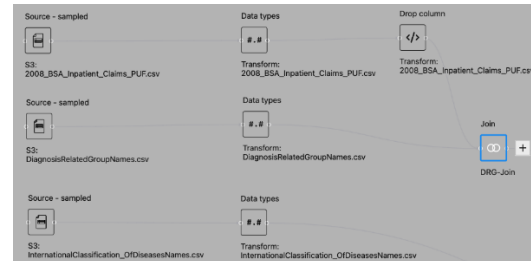 Source - sampled
Data types
Drop column
#.#
</>
S3:
2008_BSA_Inpatient_Claims_PUF.csv
Transform:
2008_BSA_Inpatient_Claims_PUF.csv
Transform:
2008_BSA_Inpatient_Claims_PUF.cs
Source - sampled
Data types
#.#
S3:
DiagnosisRelatedGroupNames.csv
Transform:
DiagnosisRelatedGroupNames.csv
Join
+
DRG-Join
Source - sampled
Data types
#.#
S3:
InternationalClassification_OfDiseasesNames.csv
Transform:
InternationalClassification_OfDiseasesNames.csv